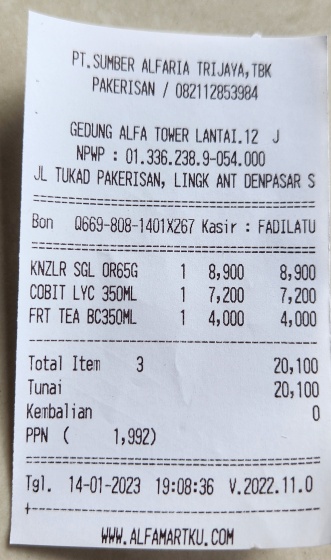 PT.SUMBER ALFARIA TRIJAYA,TBK
PAKERISAN / 082112853984
GEDUNG ALFA TOWER LANTAI.12 J
NPWP : 01.336.238.9-054.000
JL TUKAD PAKERISAN, LINGK ANT DENPASAR S
Bon Q669-808-1401X267 Kasir : FADILATU
KNZLR SGL OR65G 1 8,900 8,900
COBIT LYC 350ML 1 7,200 7,200
FRT TEA BC350ML 1 4,000 4,000
Total Item 3 20,100
Tunai 20,100
Kembalian 0
PPN ( 1,992)
Tgl. 14-01-2023 19:08:36 V.2022.11.0
WWW.ALFAMARTKU.COM